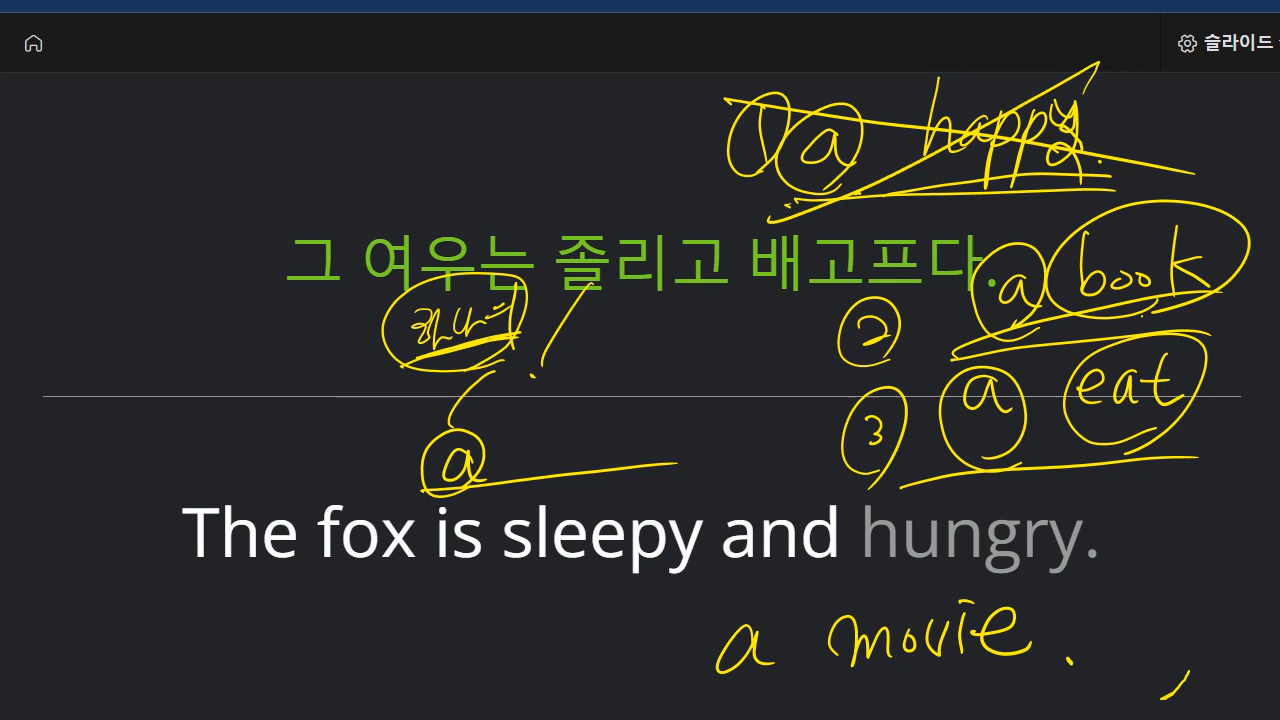 슬라이드
① ⓐ happy.
그 여우는 졸리고 배고프다.
a book
하나의
②
③ a eat
a
The fox is sleepy and hungry.
a movie.